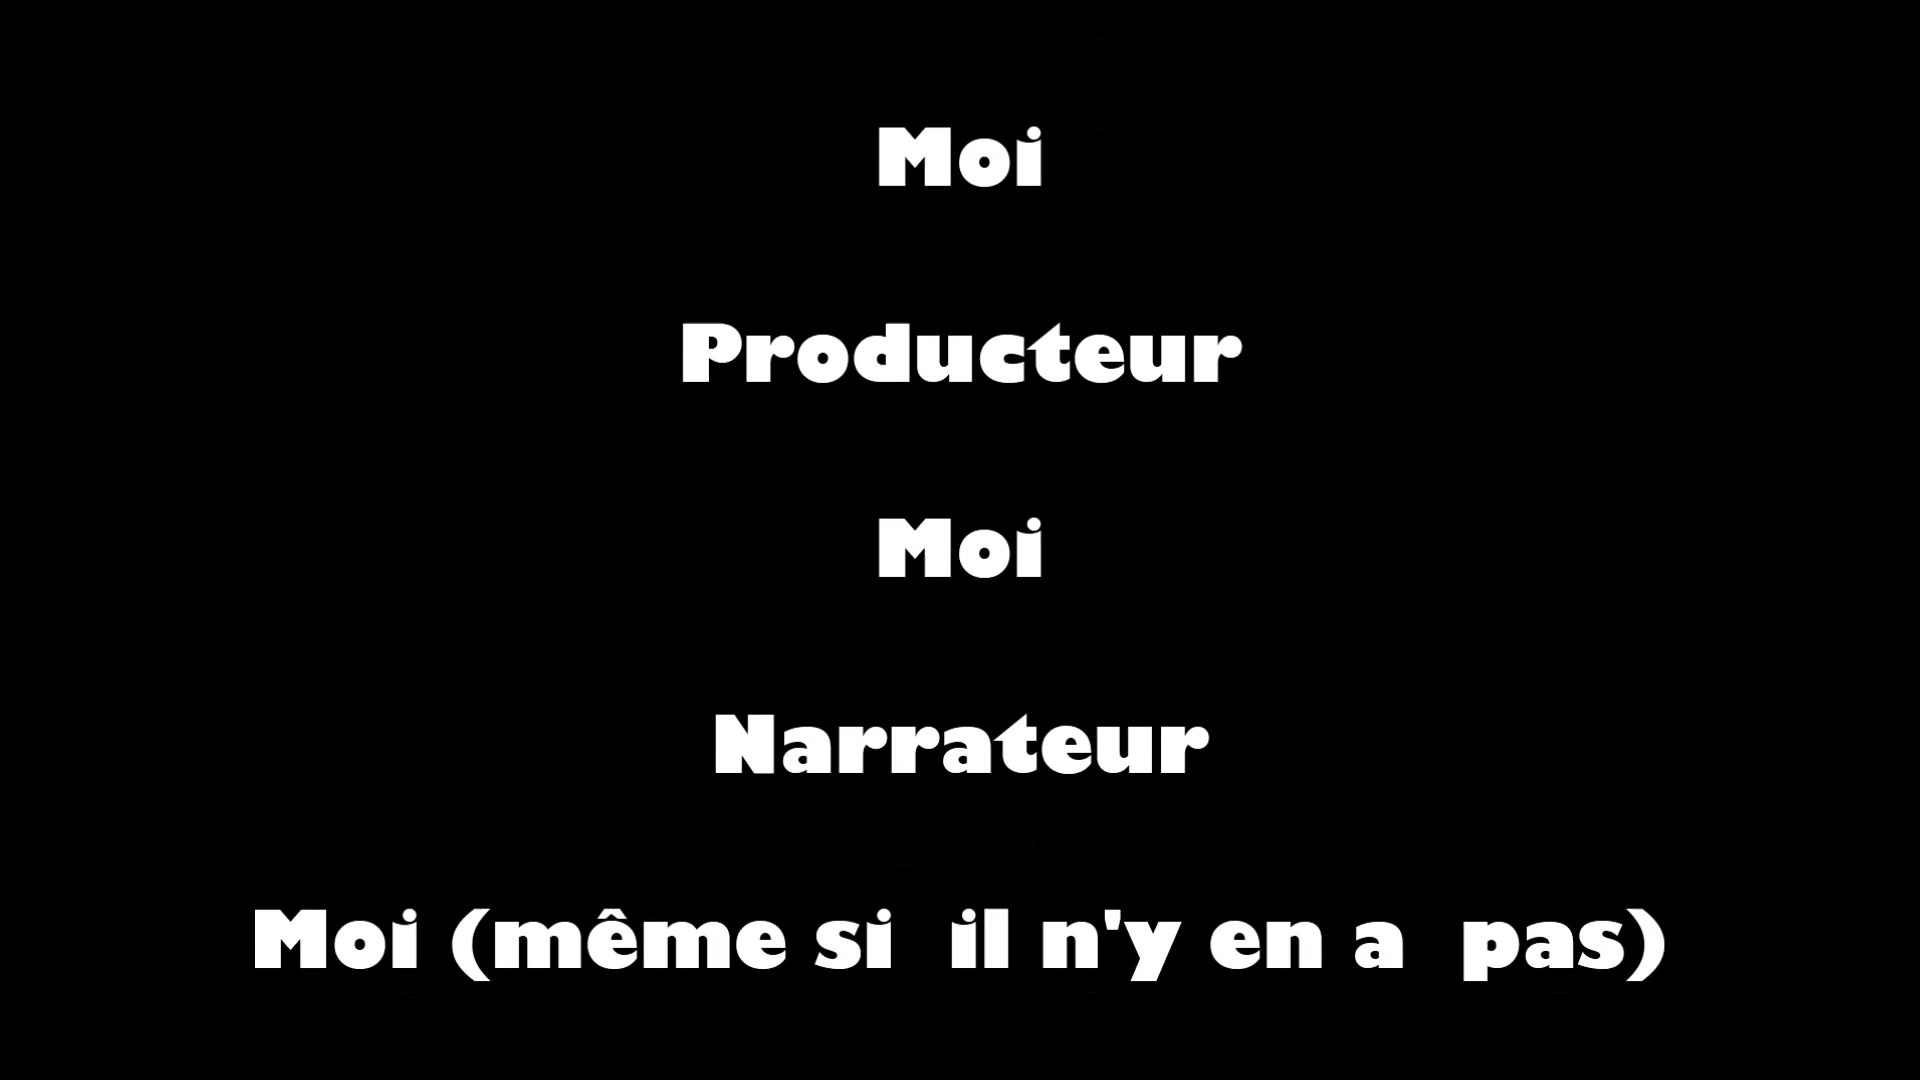 Moi
Producteur
Moi
Narrateur
Moi (même si  il n'y en a  pas)